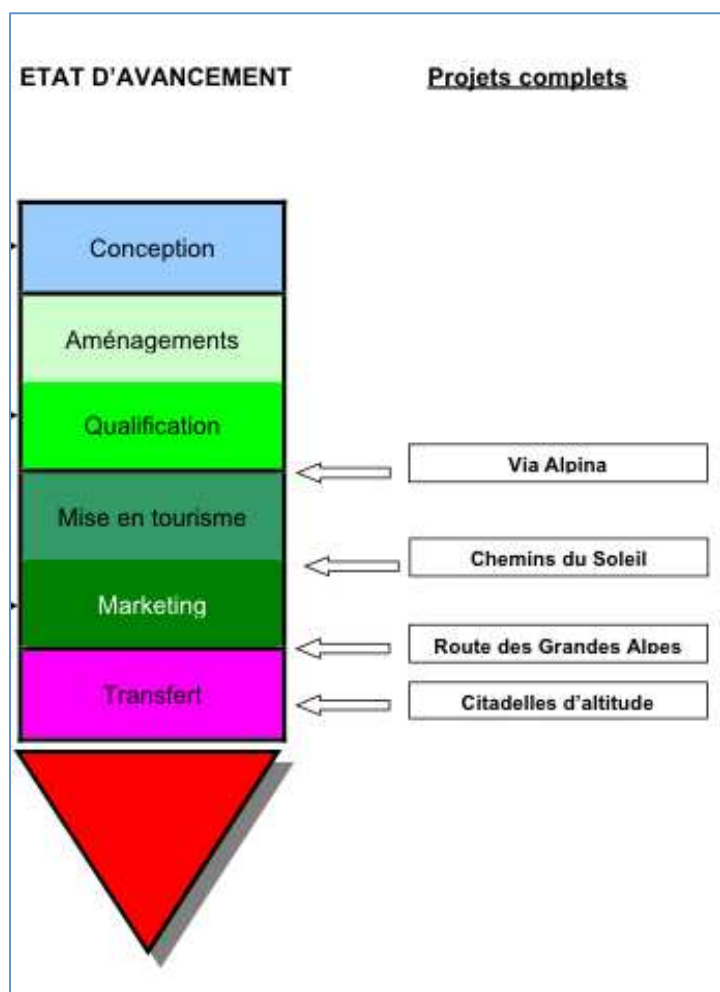 ETAT D'AVANCEMENT
Projets complets
Conception
Aménagements
Qualification
Via Alpina
Mise en tourisme
Chemins du Soleil
Marketing
Route des Grandes Alpes
Transfert
Citadelles d'altitude